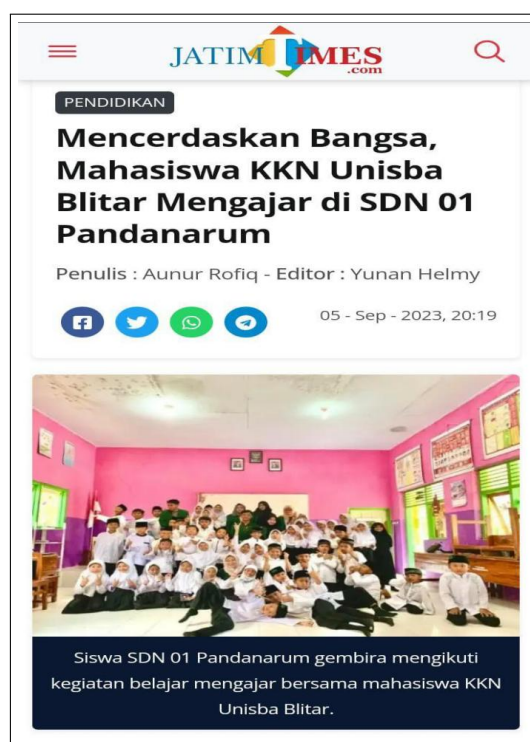 JATIMTIMES
.com
PENDIDIKAN
Mencerdaskan Bangsa,
Mahasiswa KKN Unisba
Blitar Mengajar di SDN 01
Pandanarum
Penulis : Aunur Rofiq - Editor : Yunan Helmy
05 - Sep - 2023, 20:19
Siswa SDN 01 Pandanarum gembira mengikuti
kegiatan belajar mengajar bersama mahasiswa KKN
Unisba Blitar.